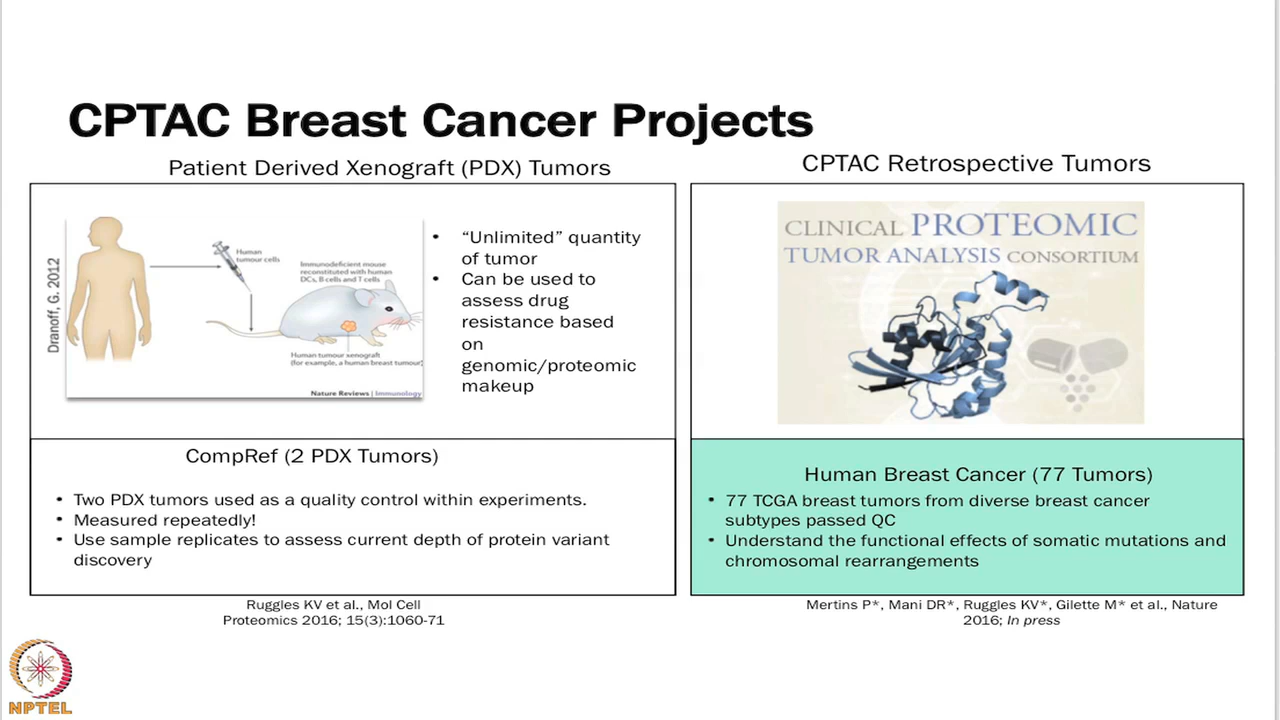 CPTAC Breast Cancer Projects
Patient Derived Xenograft (PDX) Tumors
Dranoff, G. 2012
Human
tumour cells
Immunodeficient mouse
reconstituted with human
DCs, B cells and T cells
Human tumour xenograft
(for example, a human breast tumour)
Nature Reviews | Immunology
• “Unlimited” quantity
of tumor
• Can be used to
assess drug
resistance based
on
genomic/proteomic
makeup
CompRef (2 PDX Tumors)
• Two PDX tumors used as a quality control within experiments.
• Measured repeatedly!
• Use sample replicates to assess current depth of protein variant
discovery
Ruggles KV et al., Mol Cell
Proteomics 2016; 15(3):1060-71
CPTAC Retrospective Tumors
CLINICAL PROTEOMIC
TUMOR ANALYSIS CONSORTIUM
Human Breast Cancer (77 Tumors)
• 77 TCGA breast tumors from diverse breast cancer
subtypes passed QC
• Understand the functional effects of somatic mutations and
chromosomal rearrangements
Mertins P*, Mani DR*, Ruggles KV*, Gilette M* et al., Nature
2016; In press
NPTEL